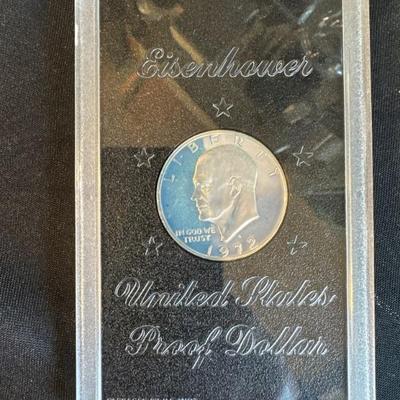 Eisenhower
LIBERTY
IN GOD WE
TRUST
1972
United States
Proof Dollar